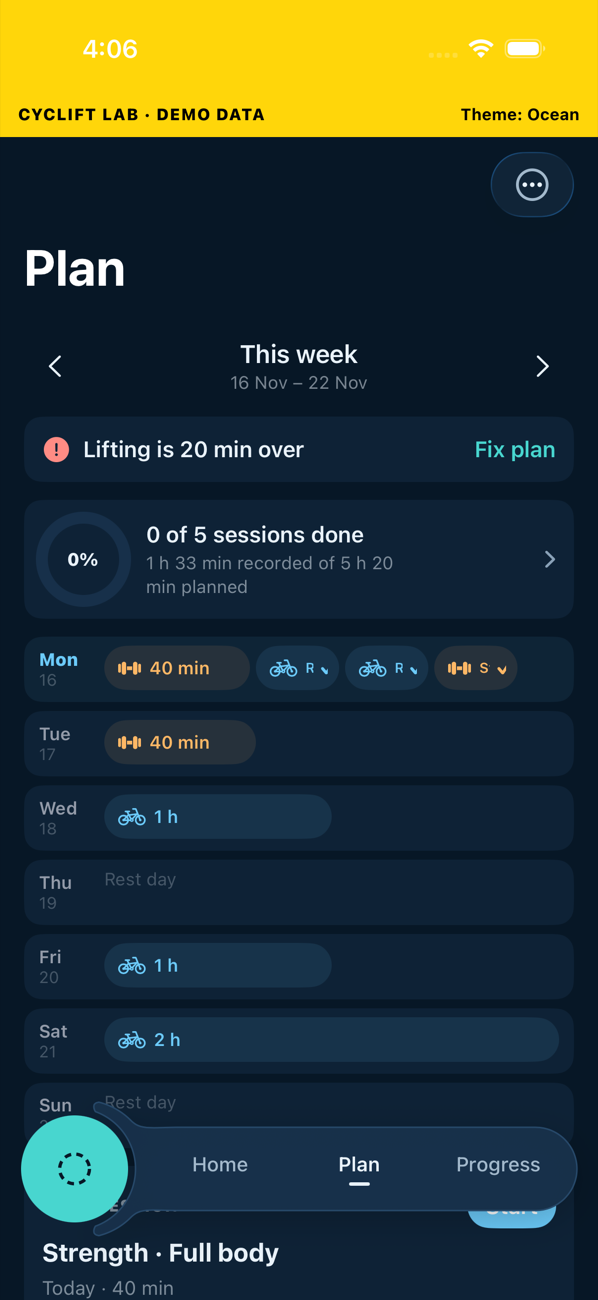 4:06
CYCLIFT LAB · DEMO DATA
Theme: Ocean
Plan
This week
16 Nov – 22 Nov
! Lifting is 20 min over
Fix plan
0%
0 of 5 sessions done
1 h 33 min recorded of 5 h 20
min planned
Mon
16
40 min
R
R
S
Tue
17
40 min
Wed
18
1 h
Thu
19
Rest day
Fri
20
1 h
Sat
21
2 h
Sun
Rest day
Home
Plan
Progress
Start
Strength · Full body
Today · 40 min